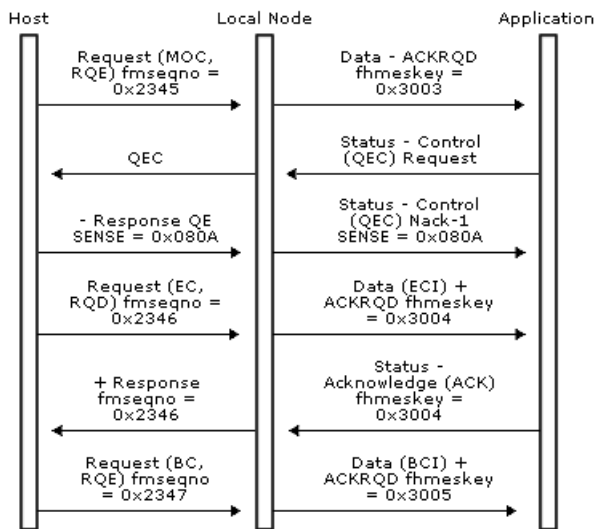 Host
Local Node
Application
Request (MOC,
RQE) fmseqno =
0x2345
Data - ACKRQD
fhmeskey =
0x3003
QEC
Status - Control
(QEC) Request
- Response QE
SENSE = 0x080A
Status - Control
(QEC) Nack-1
SENSE = 0x080A
Request (EC,
RQD) fmseqno =
0x2346
Data (ECI) +
ACKRQD fhmeskey
= 0x3004
+ Response
fmseqno =
0x2346
Status -
Acknowledge (ACK)
fhmeskey =
0x3004
Request (BC,
RQE) fmseqno
= 0x2347
Data (BCI) +
ACKRQD fhmeskey
= 0x3005